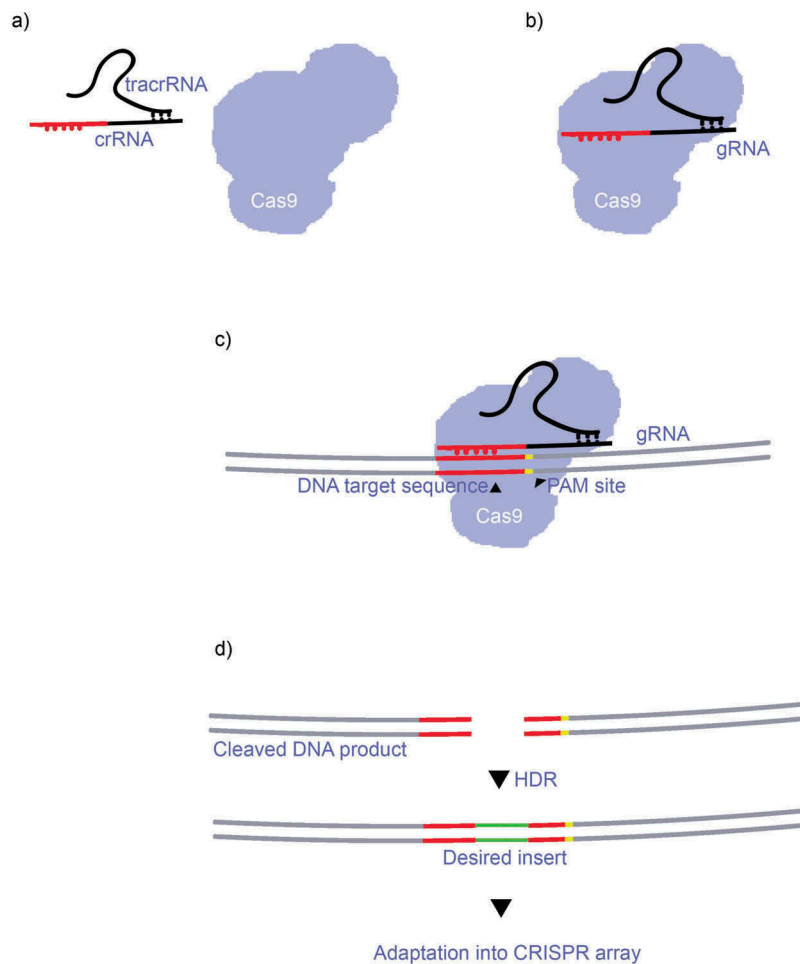 a)
b)
tracrRNA
crRNA
gRNA
Cas9
Cas9
c)
gRNA
DNA target sequence
PAM site
Cas9
d)
Cleaved DNA product
HDR
Desired insert
Adaptation into CRISPR array